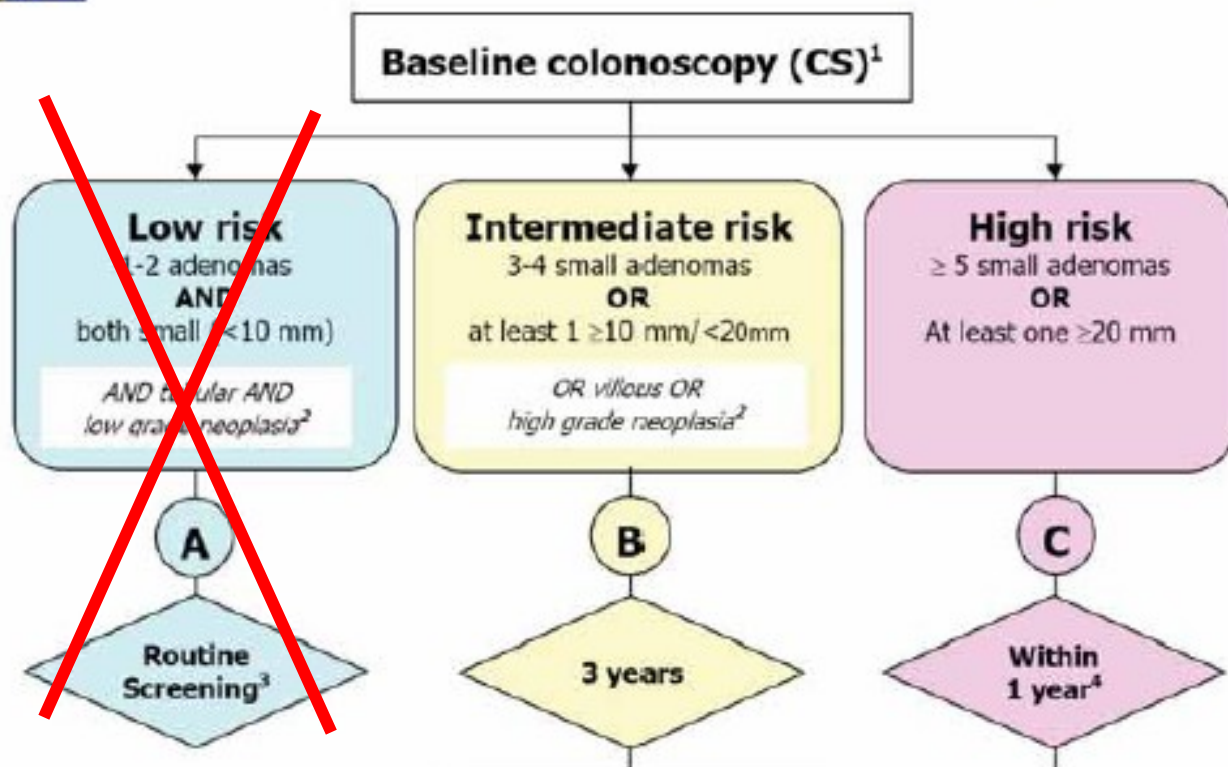 Baseline colonoscopy (CS)¹
Low risk
1-2 adenomas
AND
both small (<10 mm)
AND tubular AND
low grade neoplasia²
A
Routine
Screening³
Intermediate risk
3-4 small adenomas
OR
at least 1 ≥10 mm/<20mm
OR villous OR
high grade neoplasia²
B
3 years
High risk
≥ 5 small adenomas
OR
At least one ≥20 mm
C
Within
1 year⁴